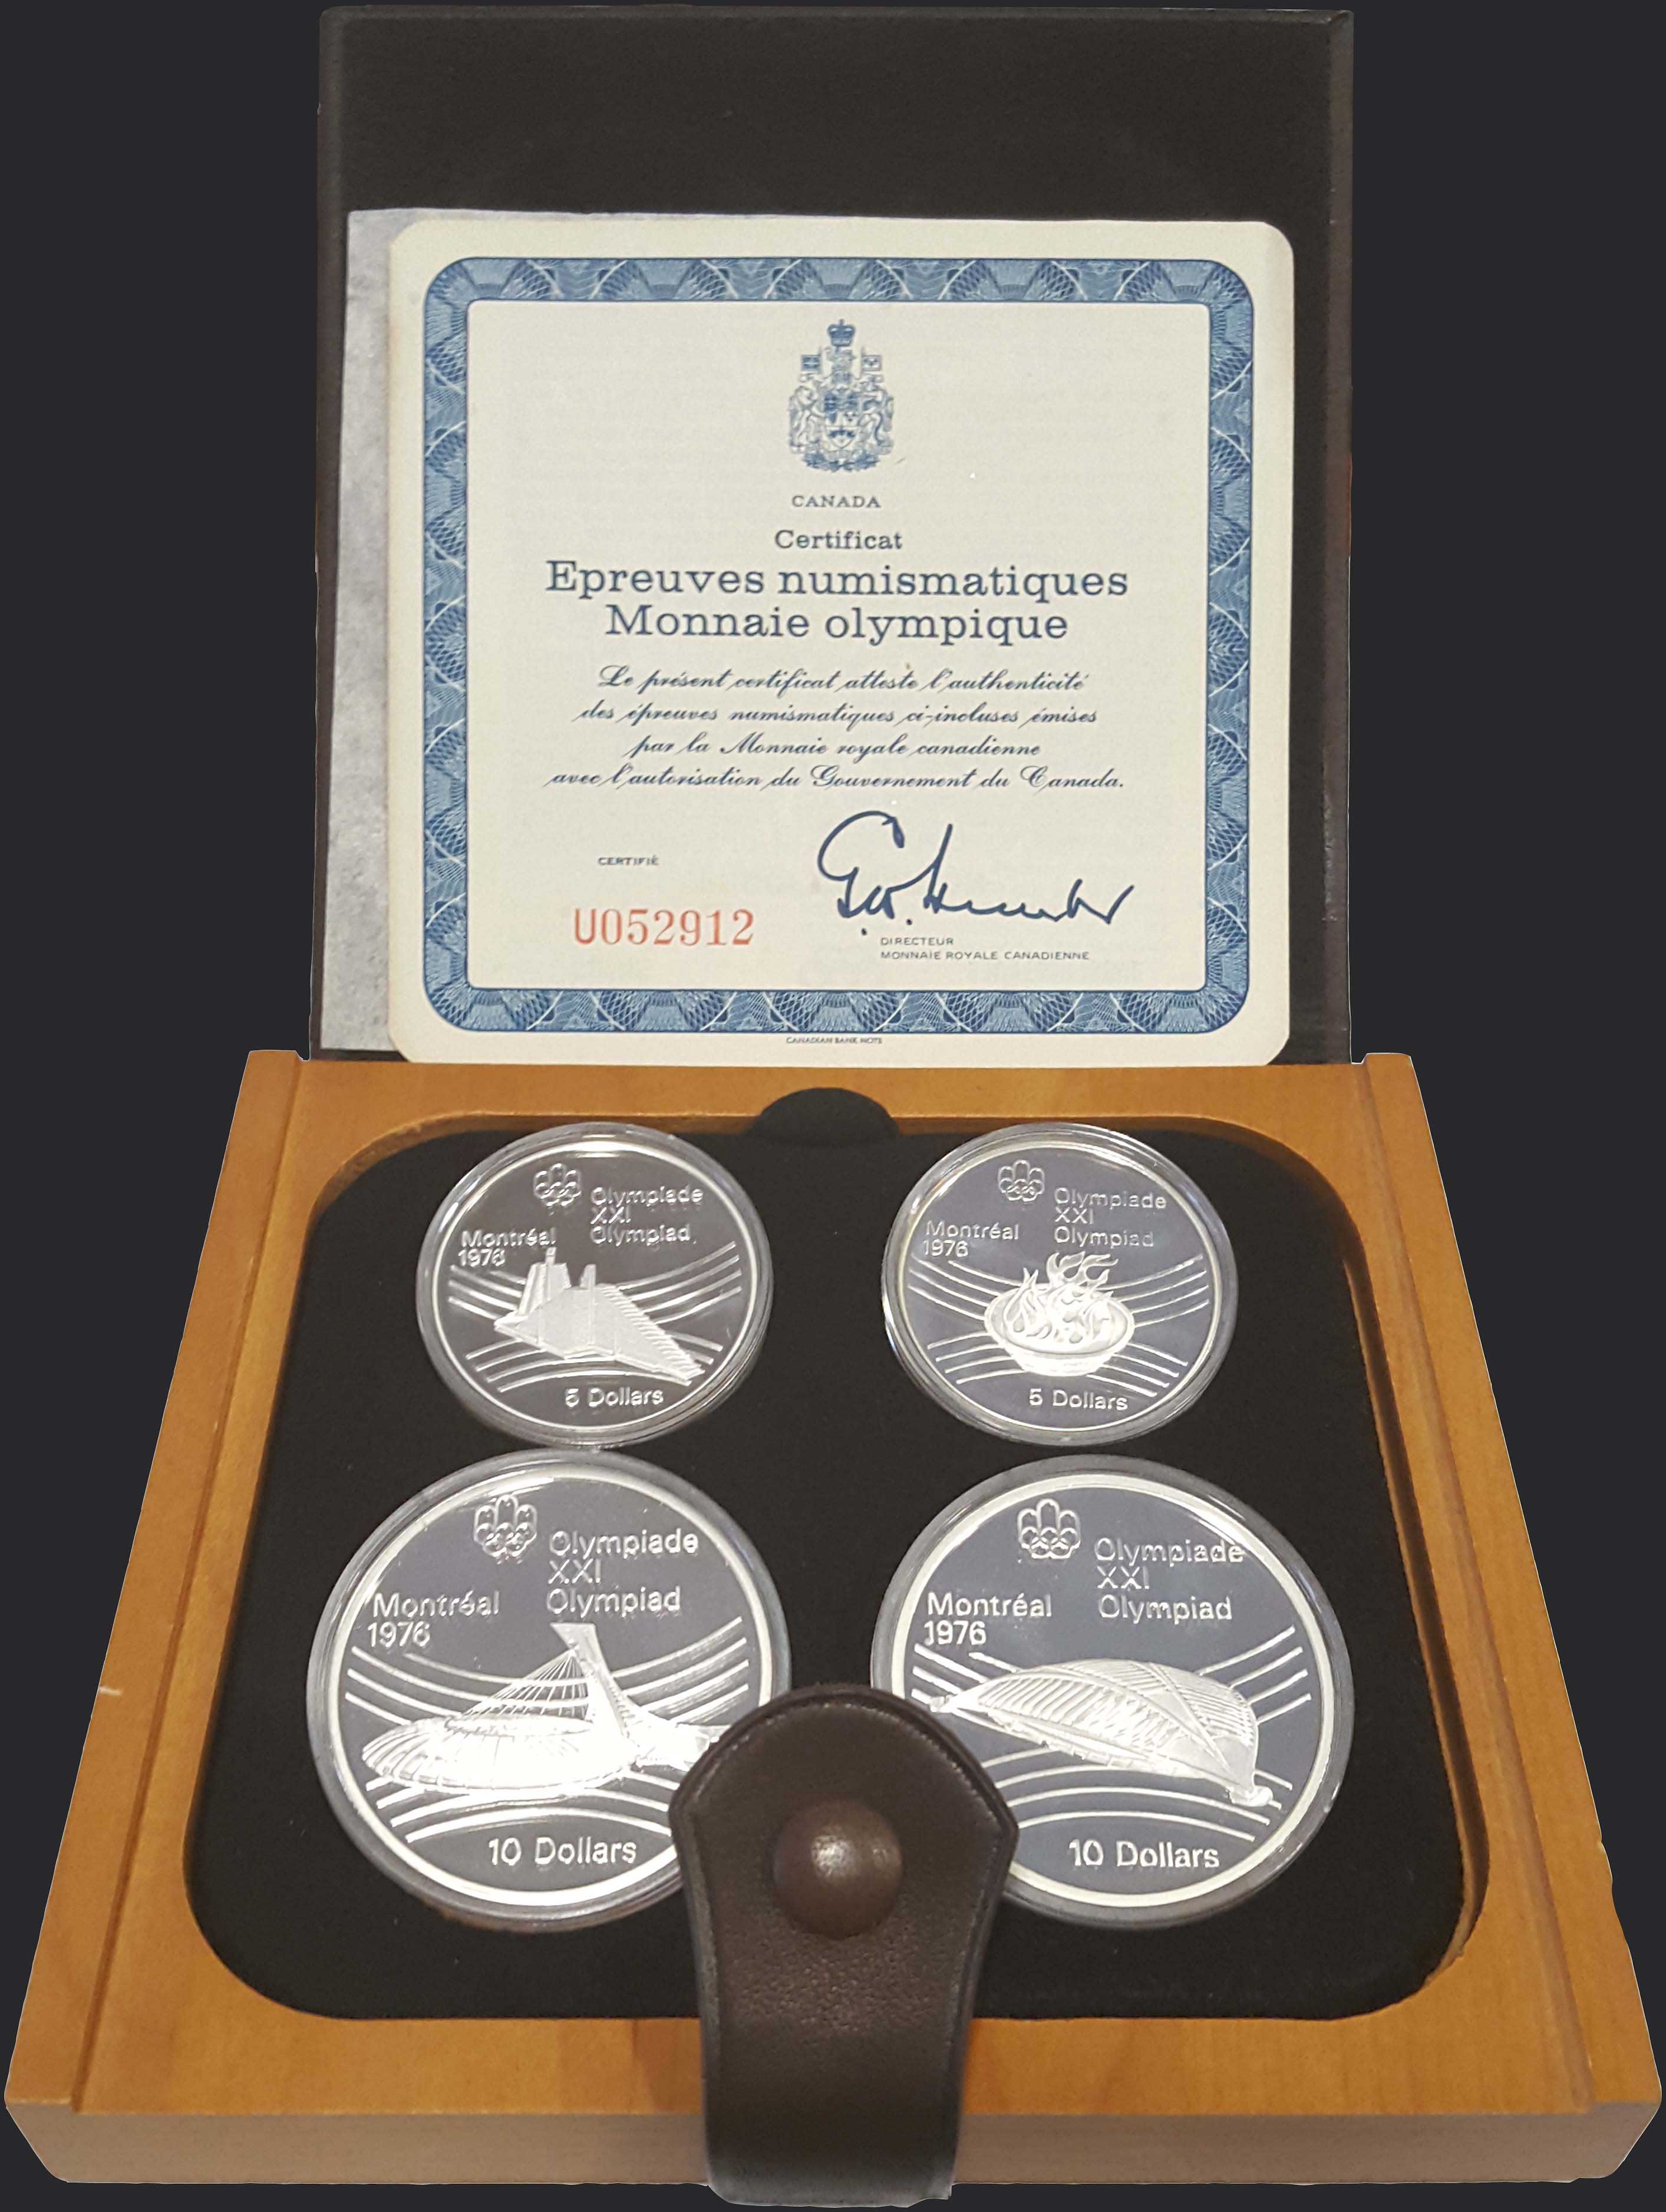 CANADA
Certificat
Epreuves numismatiques
Monnaie olympique
Le présent certificat atteste l'authenticité
des épreuves numismatiques ci-incluses émises
par la Monnaie royale canadienne
avec l'autorisation du Gouvernement du Canada.
CERTIFIÉ
U052912
DIRECTEUR
MONNAIE ROYALE CANADIENNE
CANADIAN BANK NOTE
Olympiade
XXI
Olympiad
Montréal
1976
5 Dollars
Olympiade
XXI
Olympiad
Montréal
1976
5 Dollars
Olympiade
XXI
Olympiad
Montréal
1976
10 Dollars
Olympiade
XXI
Olympiad
Montréal
1976
10 Dollars